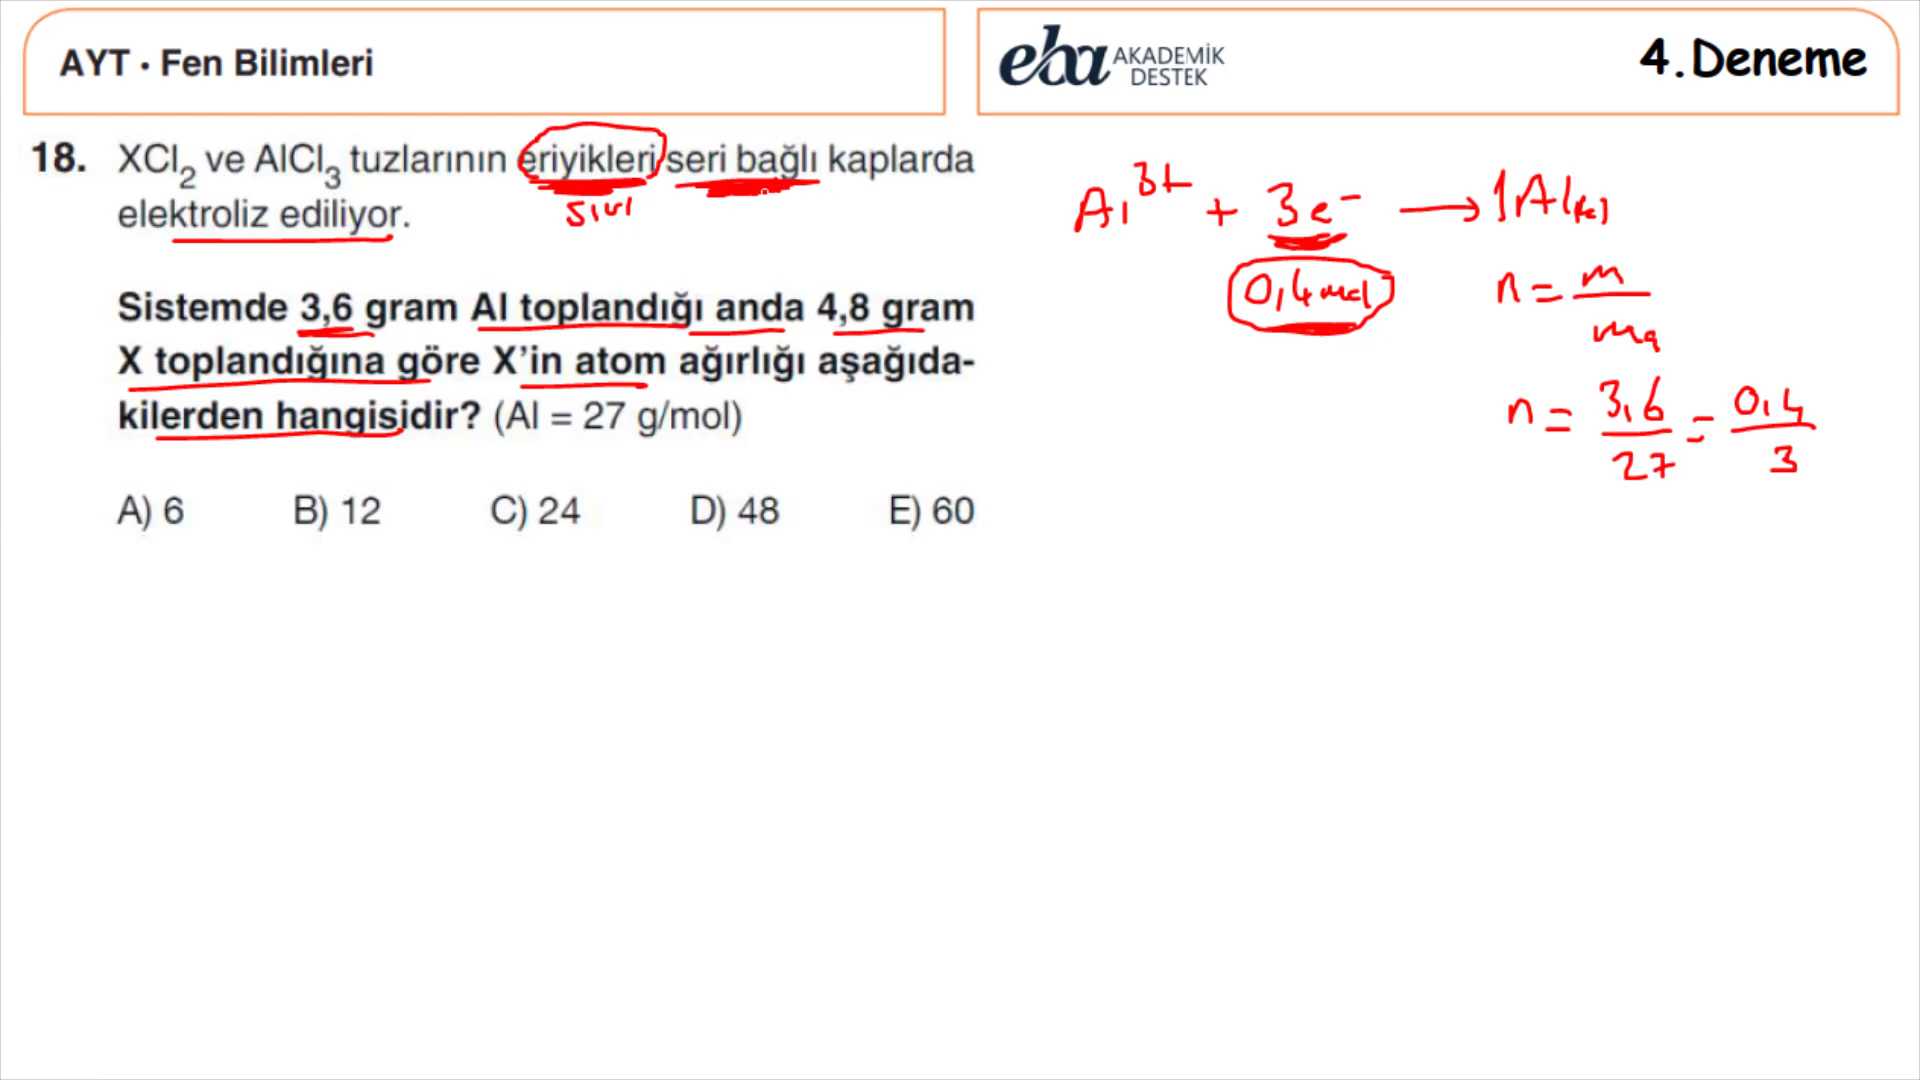 AYT • Fen Bilimleri
eba AKADEMİK DESTEK
4.Deneme
18. XCl₂ ve AlCl₃ tuzlarının eriyikleri seri bağlı kaplarda
elektroliz ediliyor.
sıvı
Sistemde 3,6 gram Al toplandığı anda 4,8 gram
X toplandığına göre X'in atom ağırlığı aşağıda-
kilerden hangisidir? (Al = 27 g/mol)
A) 6 B) 12 C) 24 D) 48 E) 60
Al³⁺ + 3e⁻ → 1Al(k)
0,4 mol
n = m/ma
n = 3,6/27 = 0,4/3